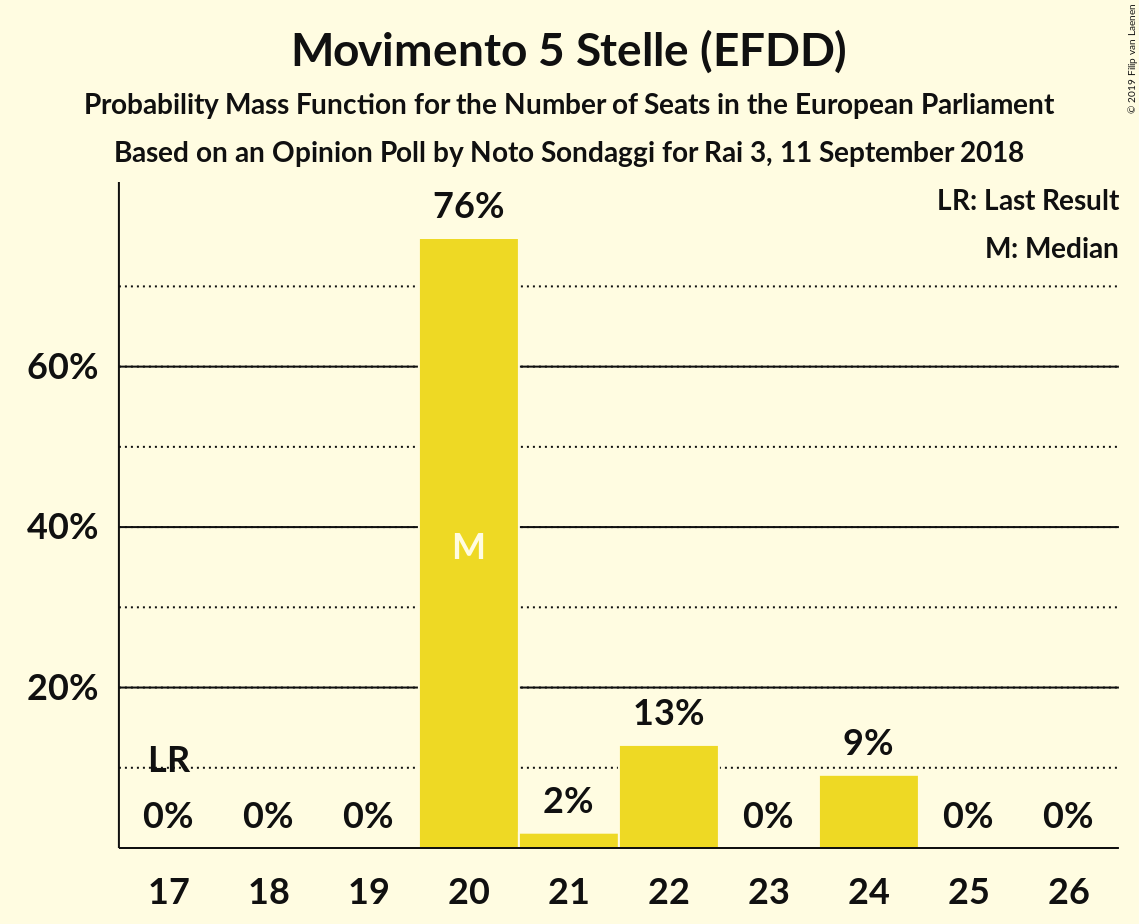 Movimento 5 Stelle (EFDD)
Probability Mass Function for the Number of Seats in the European Parliament
Based on an Opinion Poll by Noto Sondaggi for Rai 3, 11 September 2018
© 2019 Filip van Laenen
LR: Last Result
M: Median
76%
60%
40%
M
20%
13%
9%
LR
2%
0% 0% 0% 0% 0% 0%
17 18 19 20 21 22 23 24 25 26